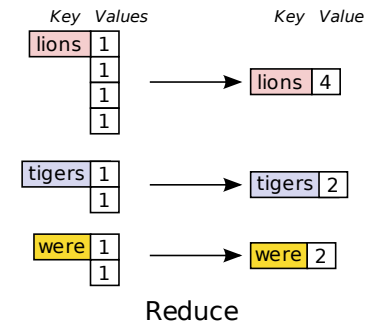 Key Values Key Value
lions 1
1
1 lions 4
1
tigers 1 tigers 2
1
were 1 were 2
1
Reduce